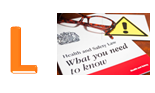 L
Health and Safety Law
What you need
to know